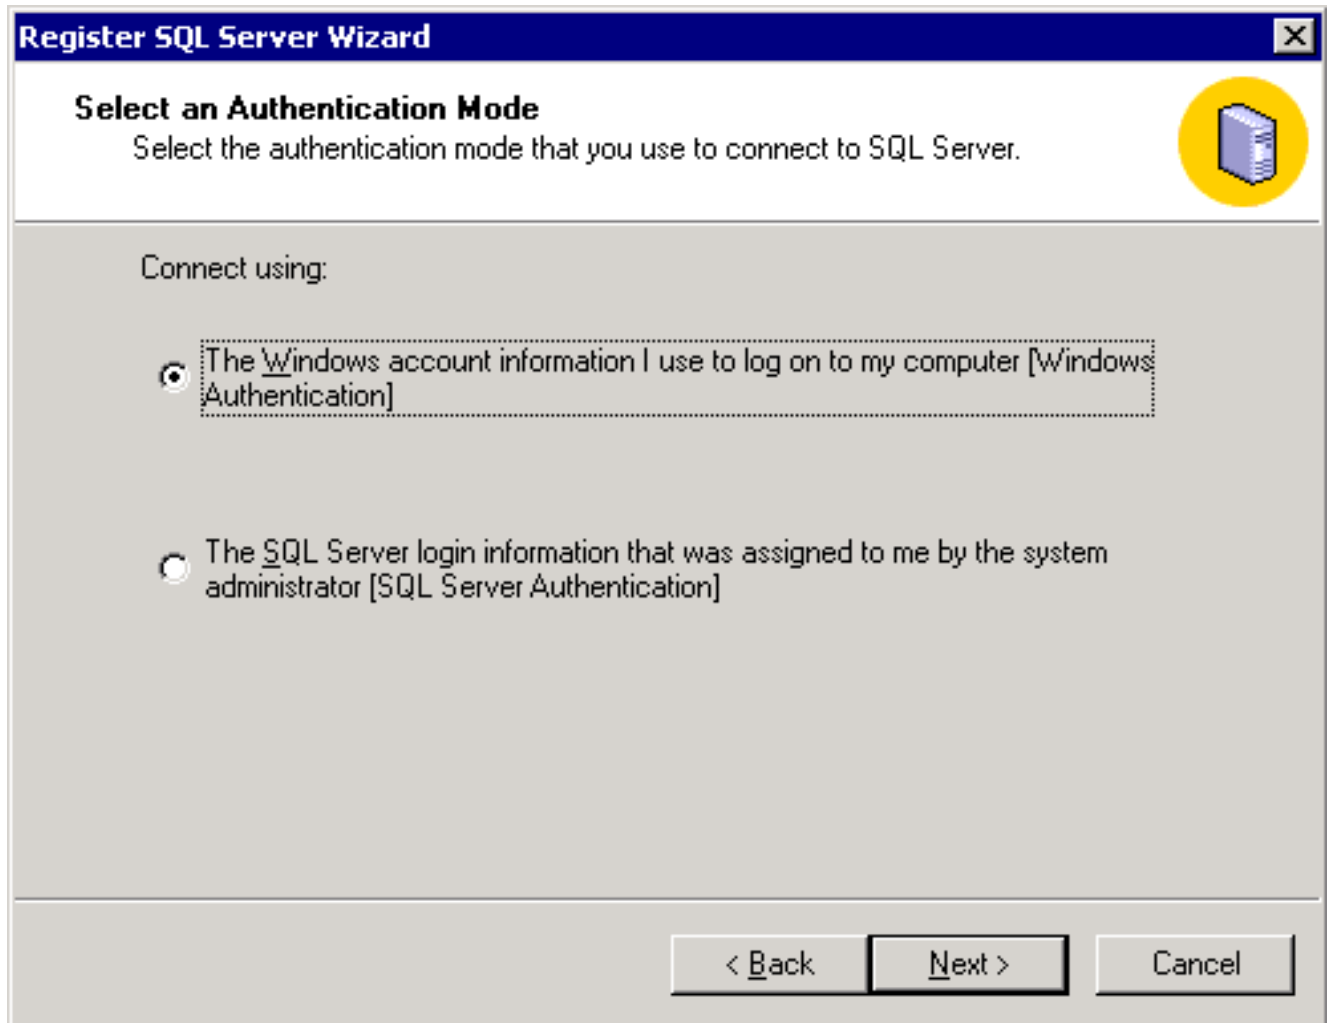 Register SQL Server Wizard
Select an Authentication Mode
Select the authentication mode that you use to connect to SQL Server.
Connect using:
The Windows account information I use to log on to my computer [Windows
Authentication]
The SQL Server login information that was assigned to me by the system
administrator [SQL Server Authentication]
< Back
Next >
Cancel